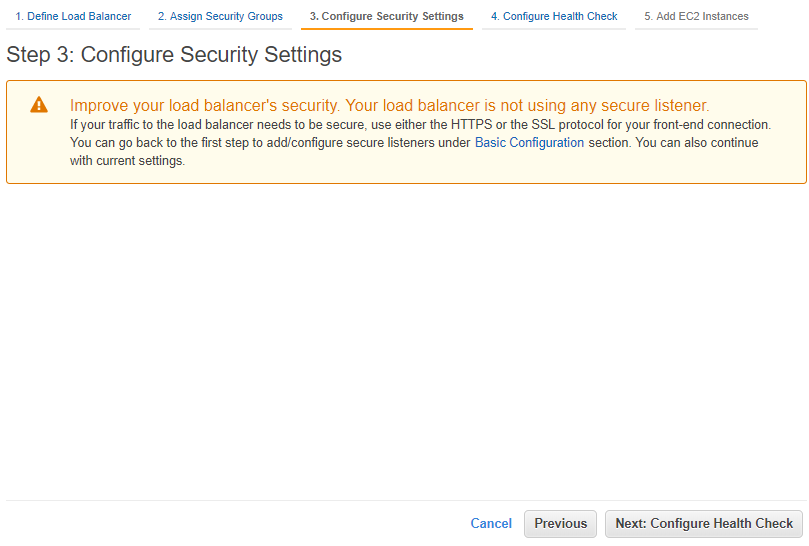 1. Define Load Balancer 2. Assign Security Groups 3. Configure Security Settings 4. Configure Health Check 5. Add EC2 Instances
Step 3: Configure Security Settings
Improve your load balancer's security. Your load balancer is not using any secure listener.
If your traffic to the load balancer needs to be secure, use either the HTTPS or the SSL protocol for your front-end connection.
You can go back to the first step to add/configure secure listeners under Basic Configuration section. You can also continue
with current settings.
Cancel Previous Next: Configure Health Check